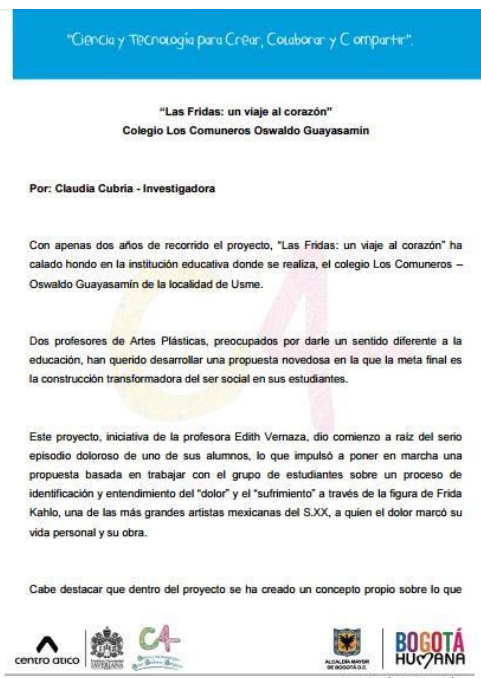 "Ciencia y Tecnología para Crear, Colaborar y Compartir".
"Las Fridas: un viaje al corazón"
Colegio Los Comuneros Oswaldo Guayasamin
Por: Claudia Cubria - Investigadora
Con apenas dos años de recorrido el proyecto, "Las Fridas: un viaje al corazón" ha
calado hondo en la institución educativa donde se realiza, el colegio Los Comuneros –
Oswaldo Guayasamín de la localidad de Usme.
Dos profesores de Artes Plásticas, preocupados por darle un sentido diferente a la
educación, han querido desarrollar una propuesta novedosa en la que la meta final es
la construcción transformadora del ser social en sus estudiantes.
Este proyecto, iniciativa de la profesora Edith Vernaza, dio comienzo a raíz del serio
episodio doloroso de uno de sus alumnos, lo que impulsó a poner en marcha una
propuesta basada en trabajar con el grupo de estudiantes sobre un proceso de
identificación y entendimiento del "dolor" y el "sufrimiento" a través de la figura de Frida
Kahlo, una de las más grandes artistas mexicanas del S.XX, a quien el dolor marcó su
vida personal y su obra.
Cabe destacar que dentro del proyecto se ha creado un concepto propio sobre lo que
centro atico
JAVERIANA
C4
ALCALDÍA MAYOR
DE BOGOTÁ D.C.
BOGOTÁ
HUMANA